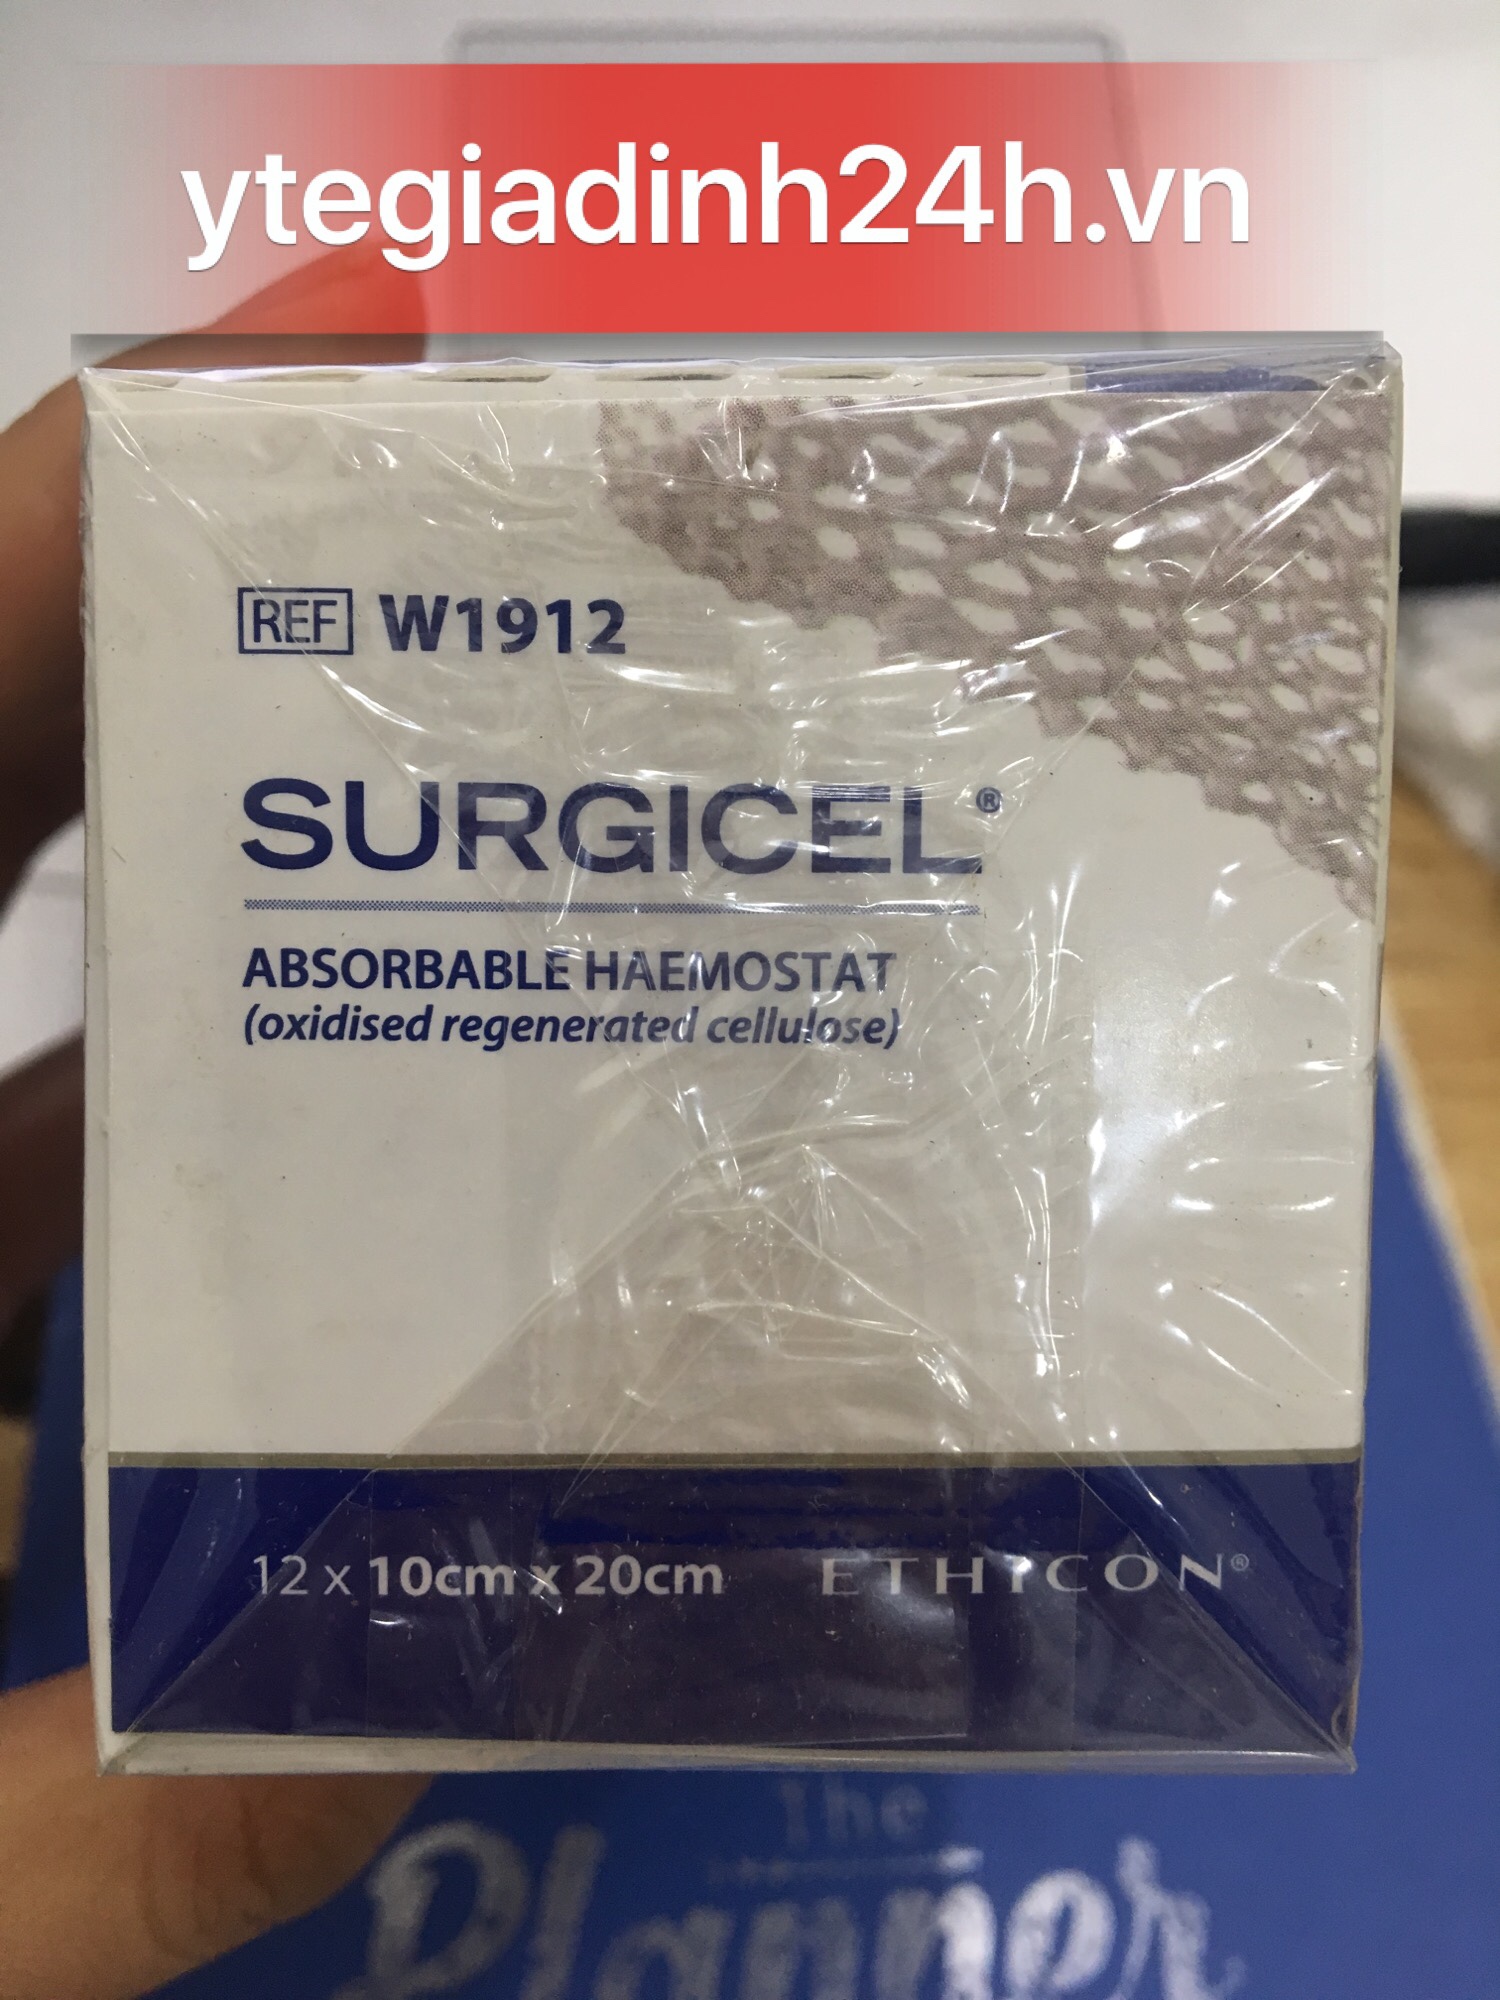 ytegiadinh24h.vn
REF W1912
SURGICEL®
ABSORBABLE HAEMOSTAT
(oxidised regenerated cellulose)
12 x 10cm x 20cm ETHICON®
The
Planner